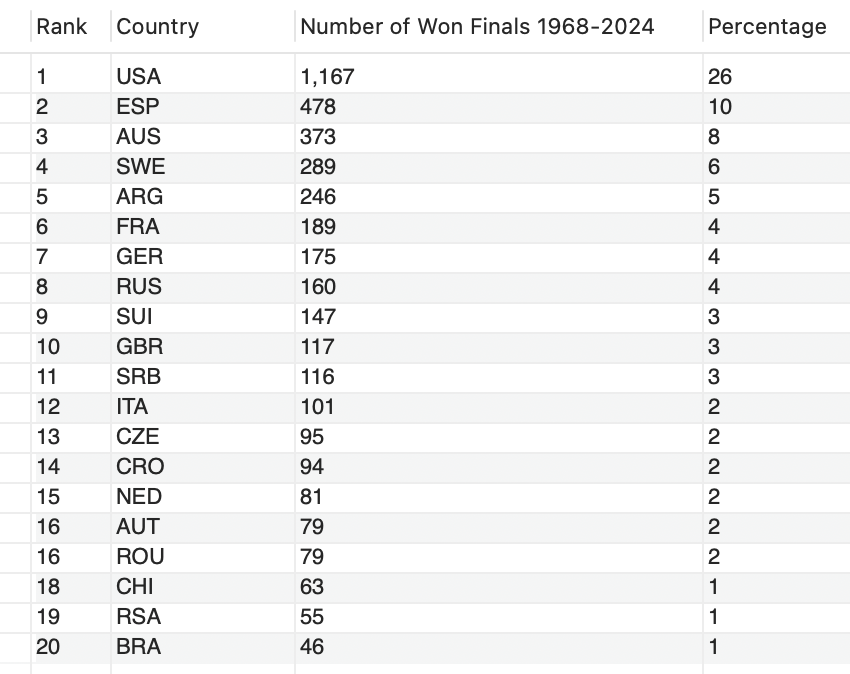 Rank Country Number of Won Finals 1968-2024 Percentage
1 USA 1,167 26
2 ESP 478 10
3 AUS 373 8
4 SWE 289 6
5 ARG 246 5
6 FRA 189 4
7 GER 175 4
8 RUS 160 4
9 SUI 147 3
10 GBR 117 3
11 SRB 116 3
12 ITA 101 2
13 CZE 95 2
14 CRO 94 2
15 NED 81 2
16 AUT 79 2
16 ROU 79 2
18 CHI 63 1
19 RSA 55 1
20 BRA 46 1